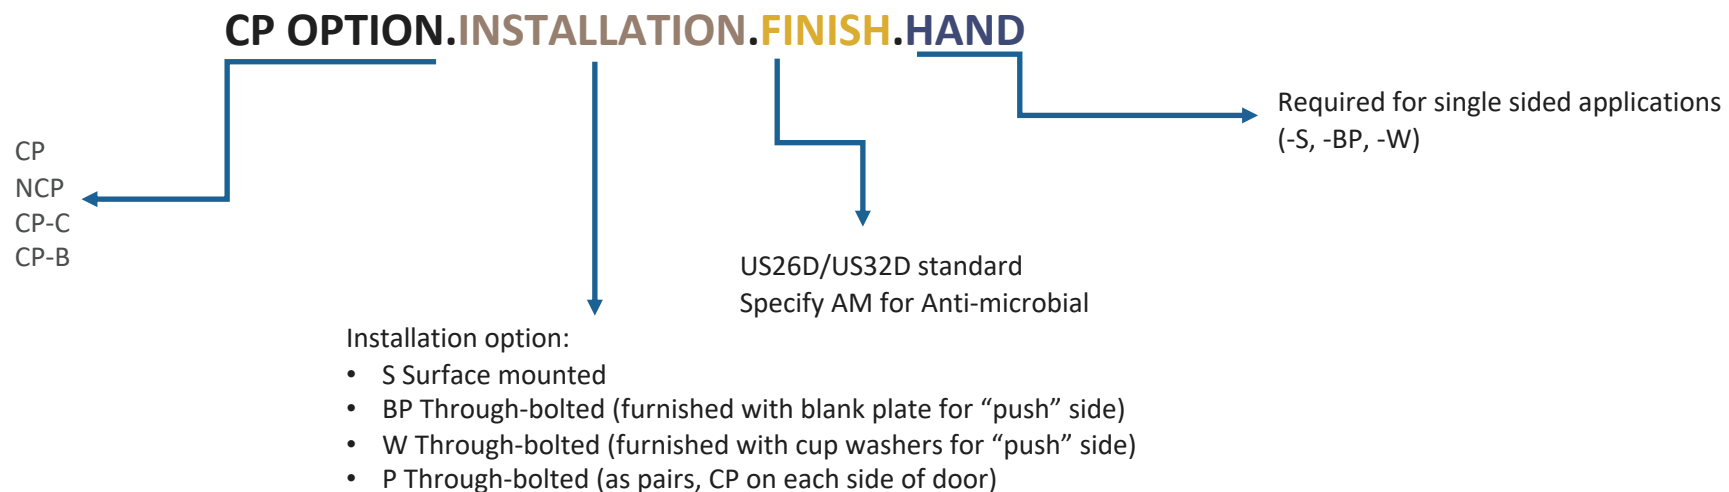 CP OPTION.INSTALLATION.FINISH.HAND
Required for single sided applications
(-S, -BP, -W)
CP
NCP
CP-C
CP-B
US26D/US32D standard
Specify AM for Anti-microbial
Installation option:
• S Surface mounted
• BP Through-bolted (furnished with blank plate for “push” side)
• W Through-bolted (furnished with cup washers for “push” side)
• P Through-bolted (as pairs, CP on each side of door)